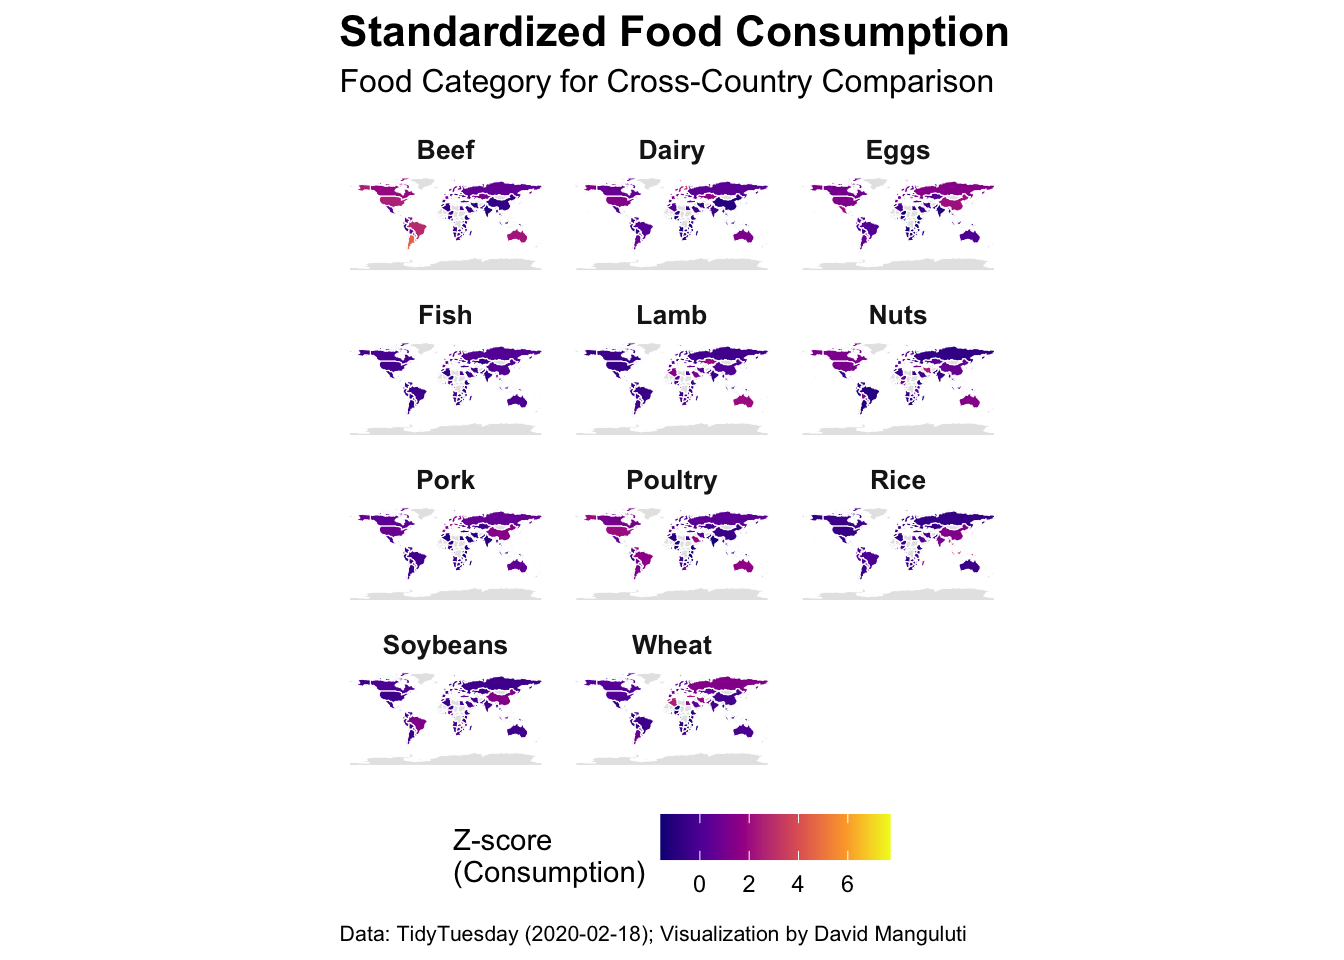 Standardized Food Consumption
Food Category for Cross-Country Comparison
Beef
Dairy
Eggs
Fish
Lamb
Nuts
Pork
Poultry
Rice
Soybeans
Wheat
Z-score
(Consumption)
0 2 4 6
Data: TidyTuesday (2020-02-18); Visualization by David Manguluti